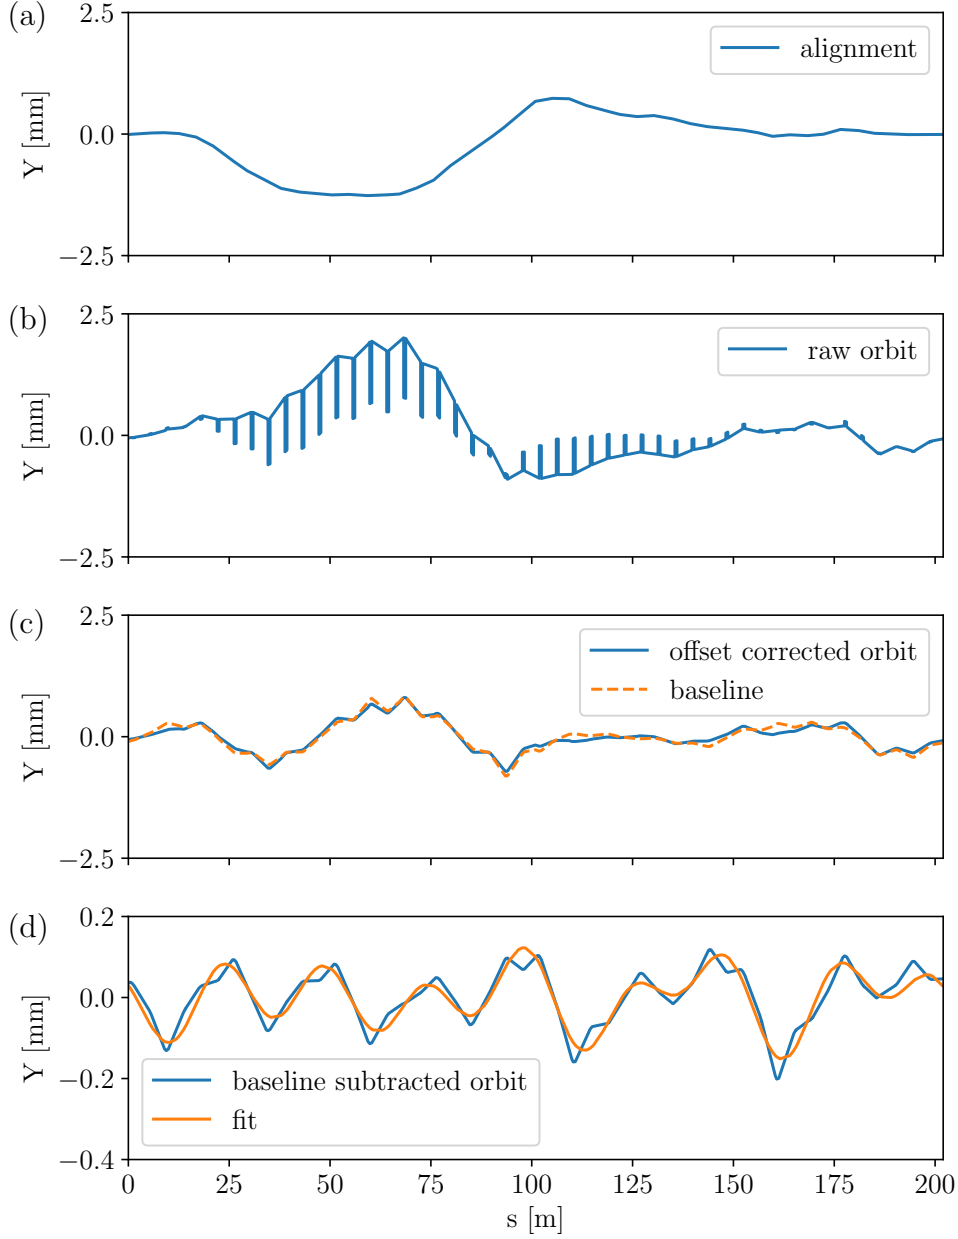 (a)
2.5
0.0
−2.5
Y [mm]
alignment
0
25
50
75
100
125
150
175
200
(b)
2.5
0.0
−2.5
Y [mm]
raw orbit
(c)
2.5
0.0
−2.5
Y [mm]
offset corrected orbit
baseline
(d)
0.2
0.0
−0.2
−0.4
Y [mm]
baseline subtracted orbit
fit
s [m]